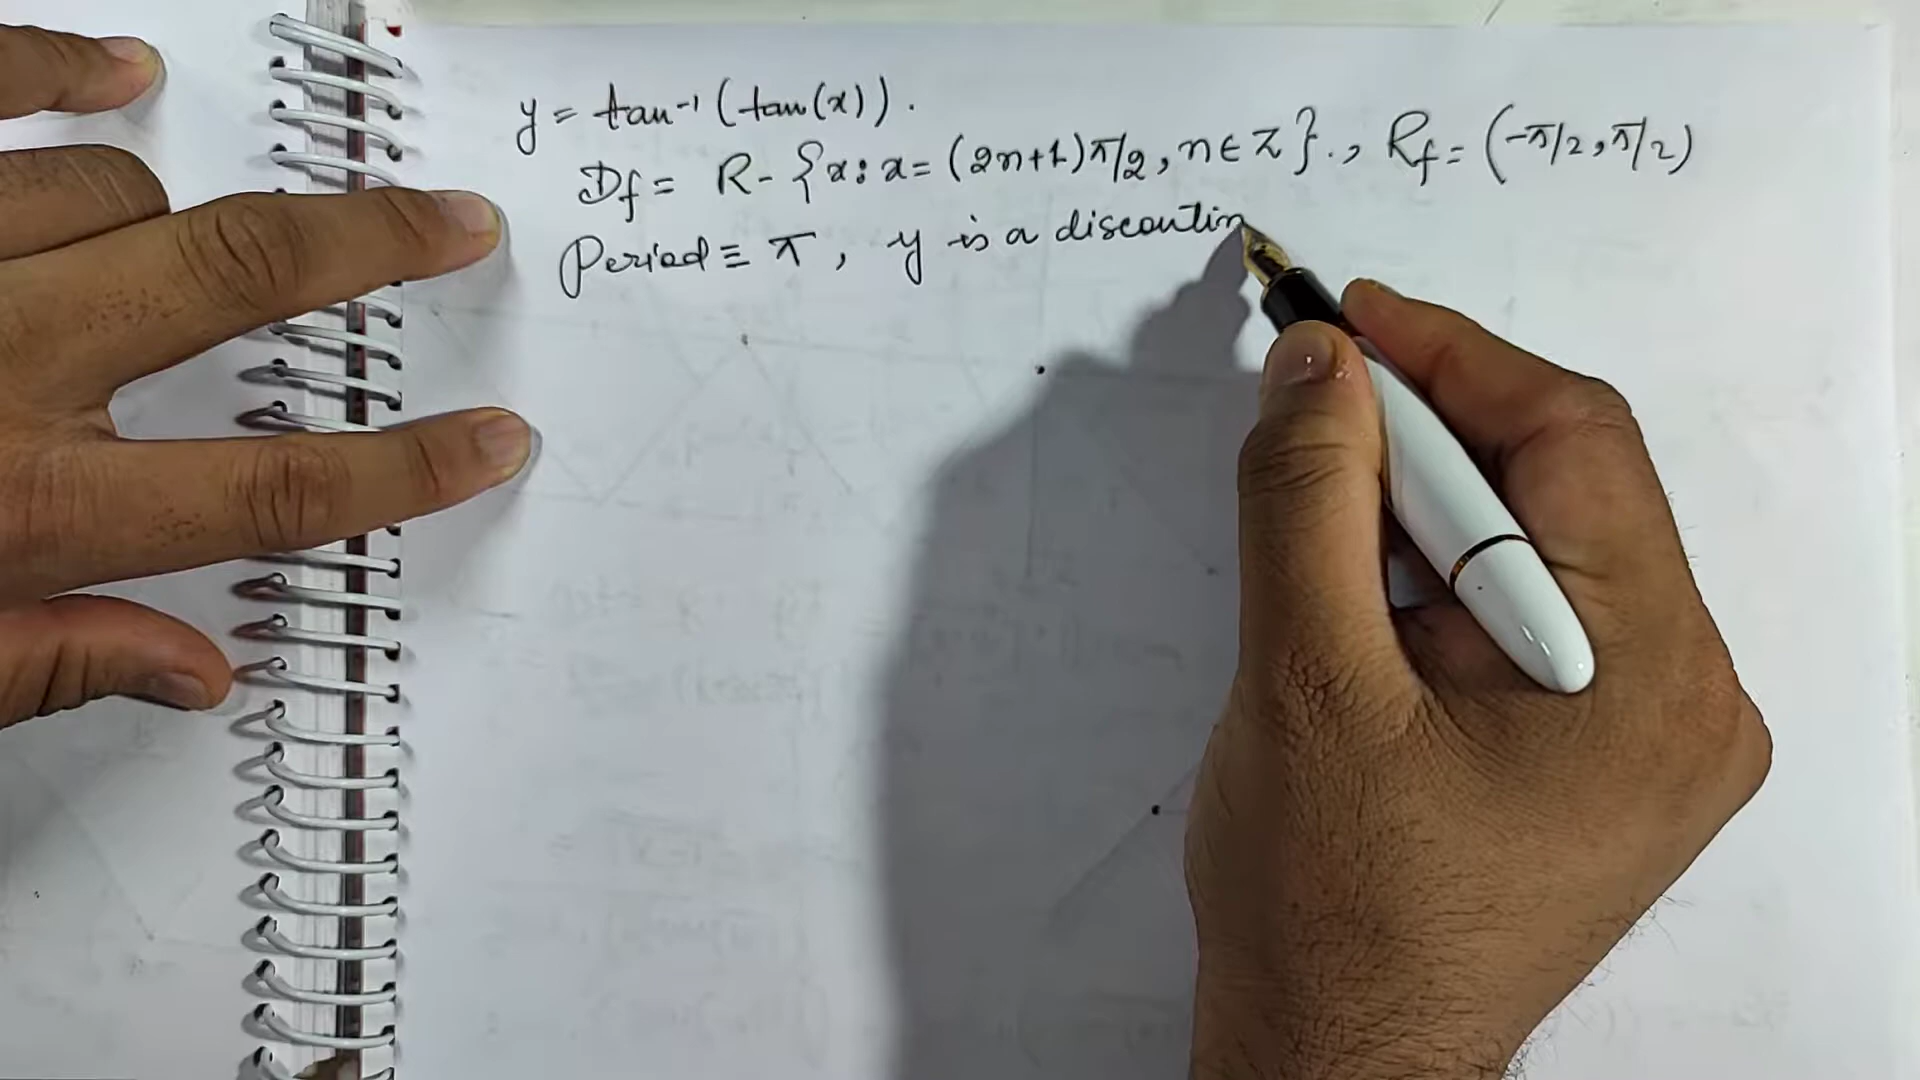 y = tan⁻¹ (tan(x)).
Df = R - {x : x = (2n+1)π/2, n ∈ Z}., Rf = (-π/2, π/2)
Period ≡ π, y is a discontin